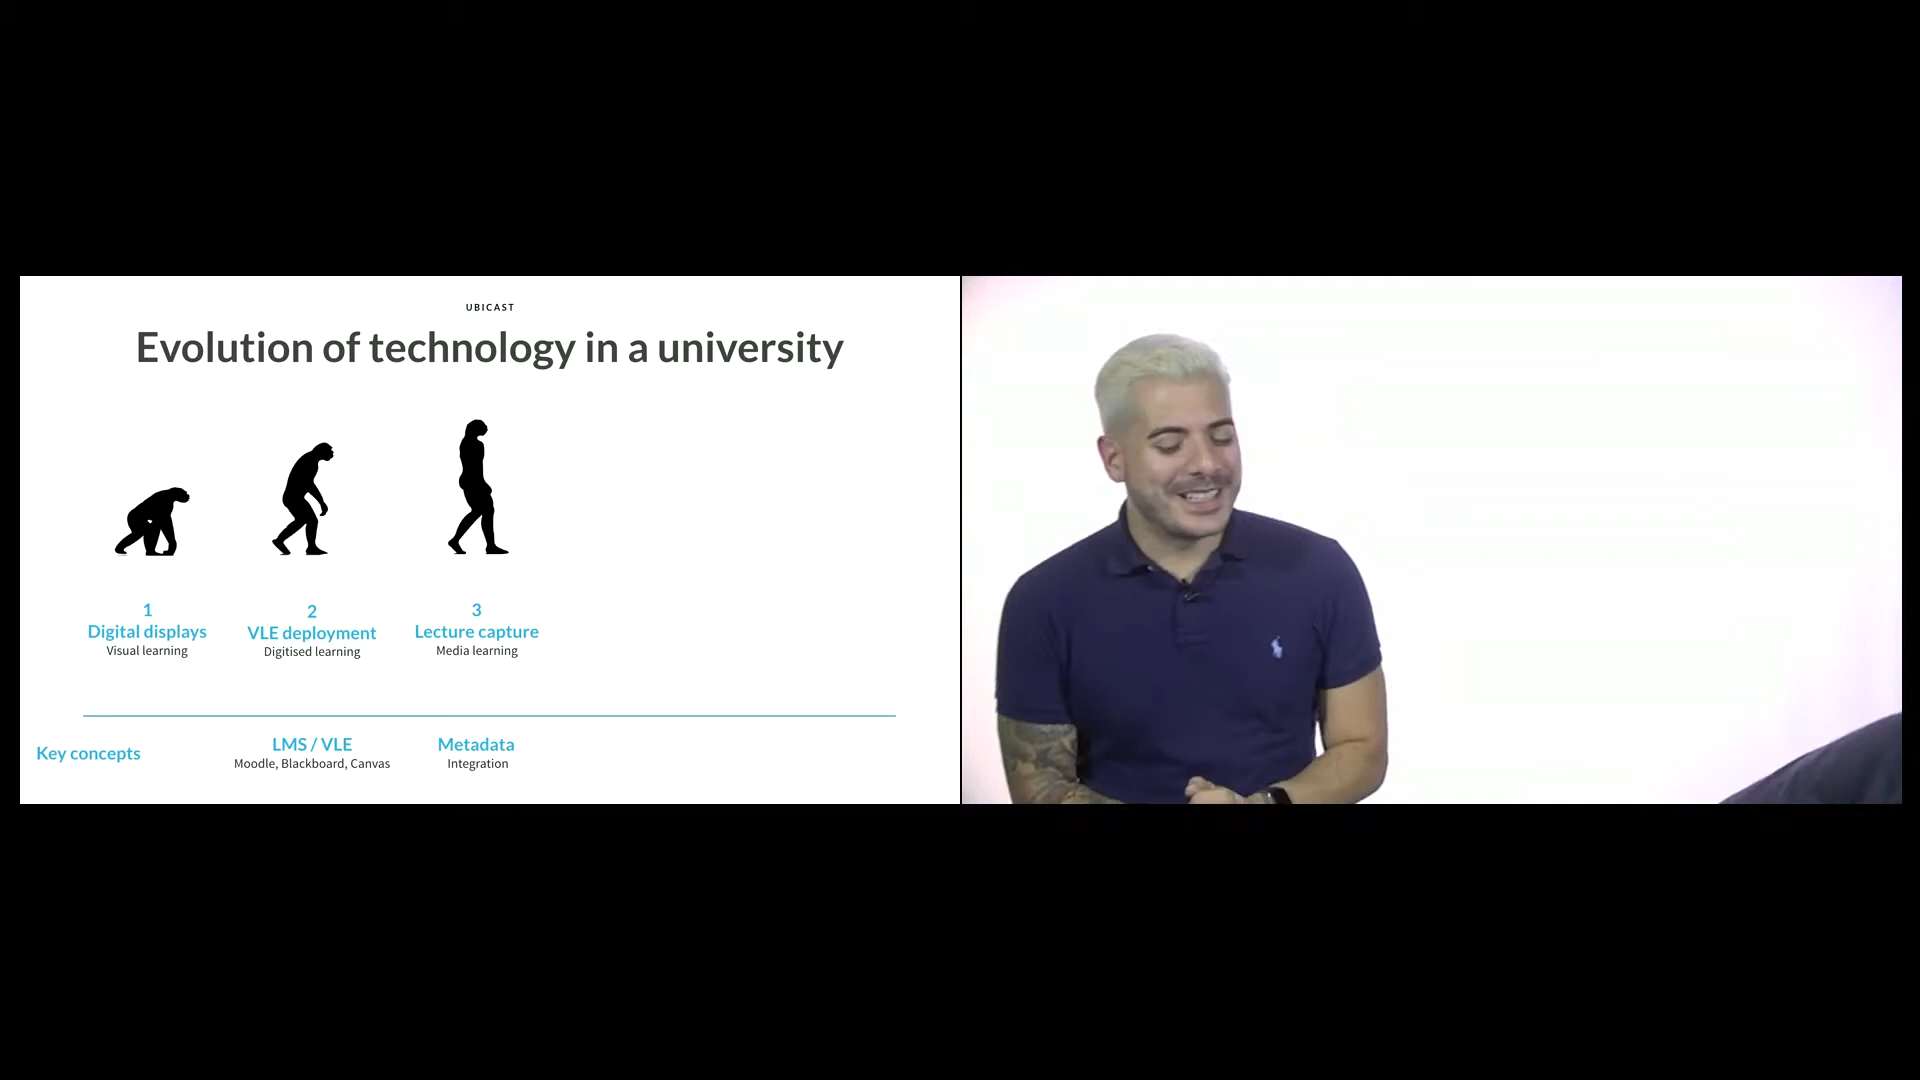 UBICAST
Evolution of technology in a university
1
Digital displays
Visual learning
2
VLE deployment
Digitised learning
3
Lecture capture
Media learning
Key concepts
LMS / VLE
Moodle, Blackboard, Canvas
Metadata
Integration